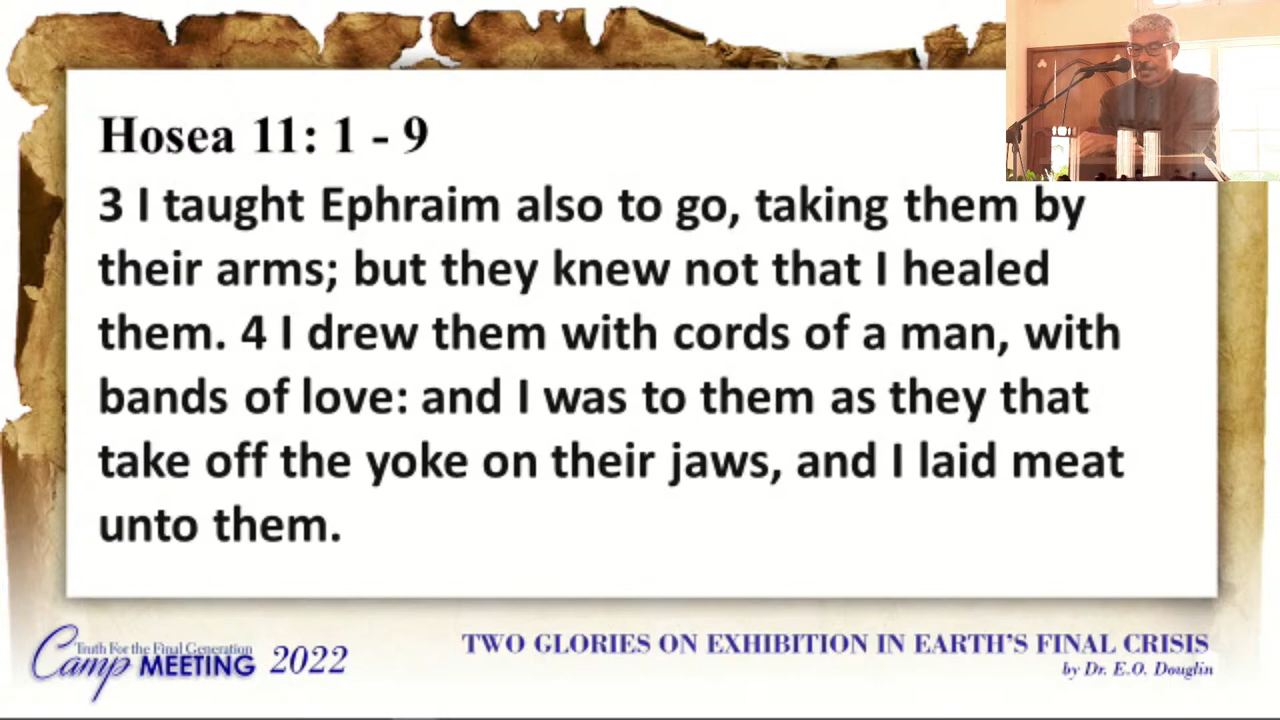 Hosea 11: 1 - 9
3 I taught Ephraim also to go, taking them by
their arms; but they knew not that I healed
them. 4 I drew them with cords of a man, with
bands of love: and I was to them as they that
take off the yoke on their jaws, and I laid meat
unto them.
Truth For the Final Generation
Camp MEETING 2022
TWO GLORIES ON EXHIBITION IN EARTH'S FINAL CRISIS
by Dr. E.O. Douglin